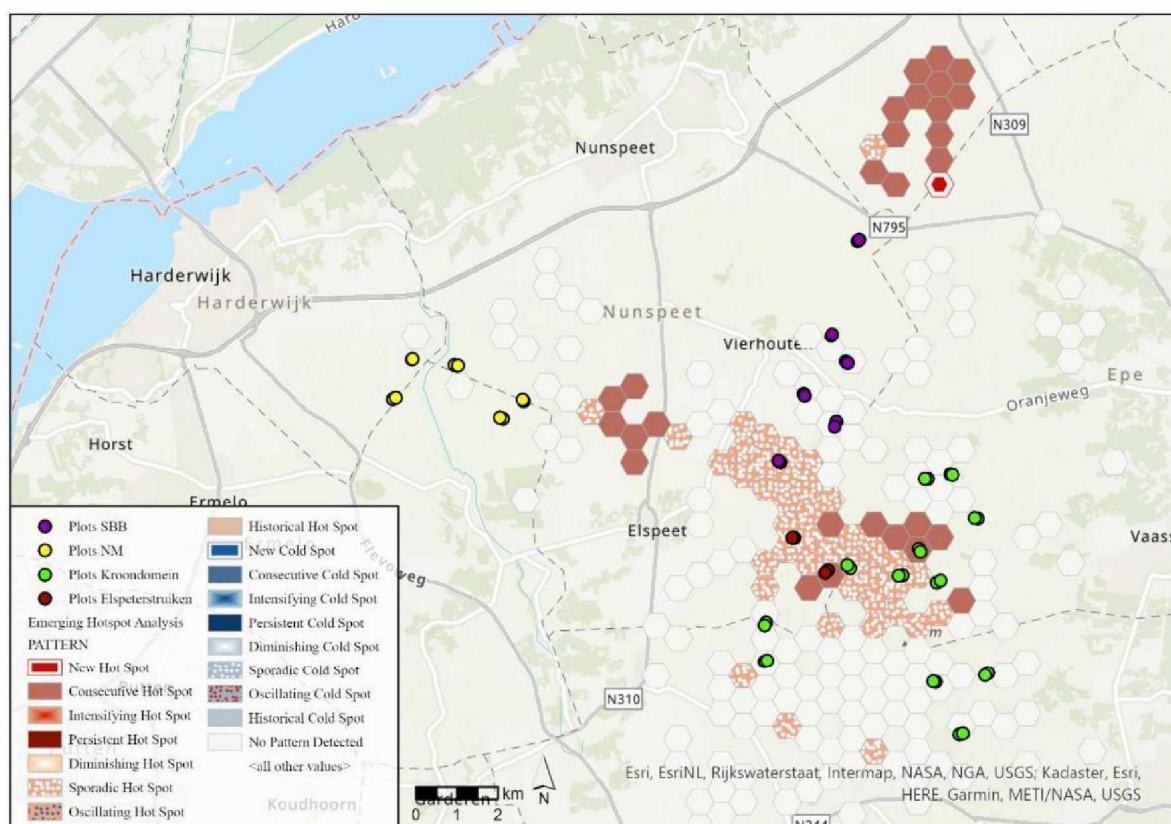 Nunspeet
N309
N795
Harderwijk
Harderwijk
Nunspeet
Vierhoute...
Epe
Oranjeweg
Horst
Ermelo
Elspeet
Vaass
Flevoweg
N310
Plots SBB
Plots NM
Plots Kroondomein
Plots Elspeterstruiken
Emerging Hotspot Analysis
PATTERN
New Hot Spot
Consecutive Hot Spot
Intensifying Hot Spot
Persistent Hot Spot
Diminishing Hot Spot
Sporadic Hot Spot
Oscillating Hot Spot
Historical Hot Spot
New Cold Spot
Consecutive Cold Spot
Intensifying Cold Spot
Persistent Cold Spot
Diminishing Cold Spot
Sporadic Cold Spot
Oscillating Cold Spot
Historical Cold Spot
No Pattern Detected
<all other values>
Putten
Koudhoorn
Garderen
km
0 1 2
N
Esri, EsriNL, Rijkswaterstaat, Intermap, NASA, NGA, USGS; Kadaster, Esri,
HERE, Garmin, METI/NASA, USGS
N344